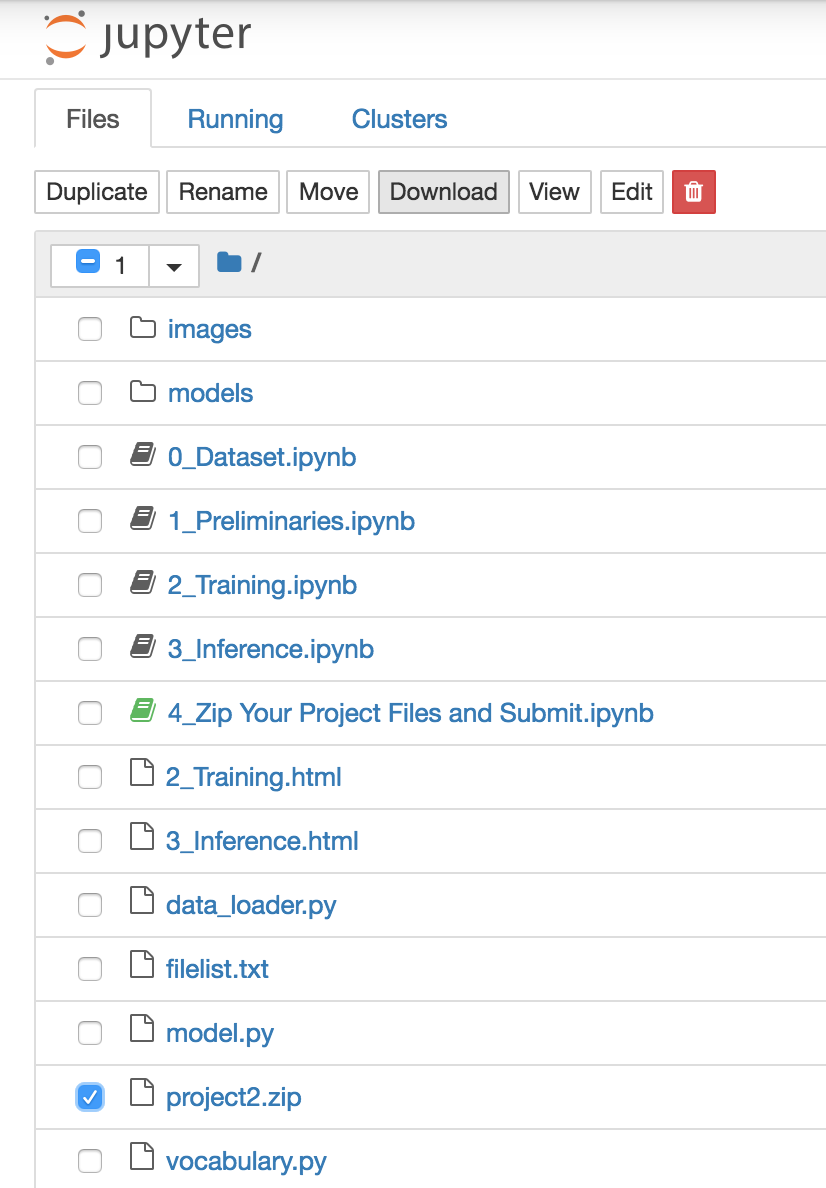 jupyter
Files Running Clusters
Duplicate Rename Move Download View Edit
1 /
images
models
0_Dataset.ipynb
1_Preliminaries.ipynb
2_Training.ipynb
3_Inference.ipynb
4_Zip Your Project Files and Submit.ipynb
2_Training.html
3_Inference.html
data_loader.py
filelist.txt
model.py
project2.zip
vocabulary.py